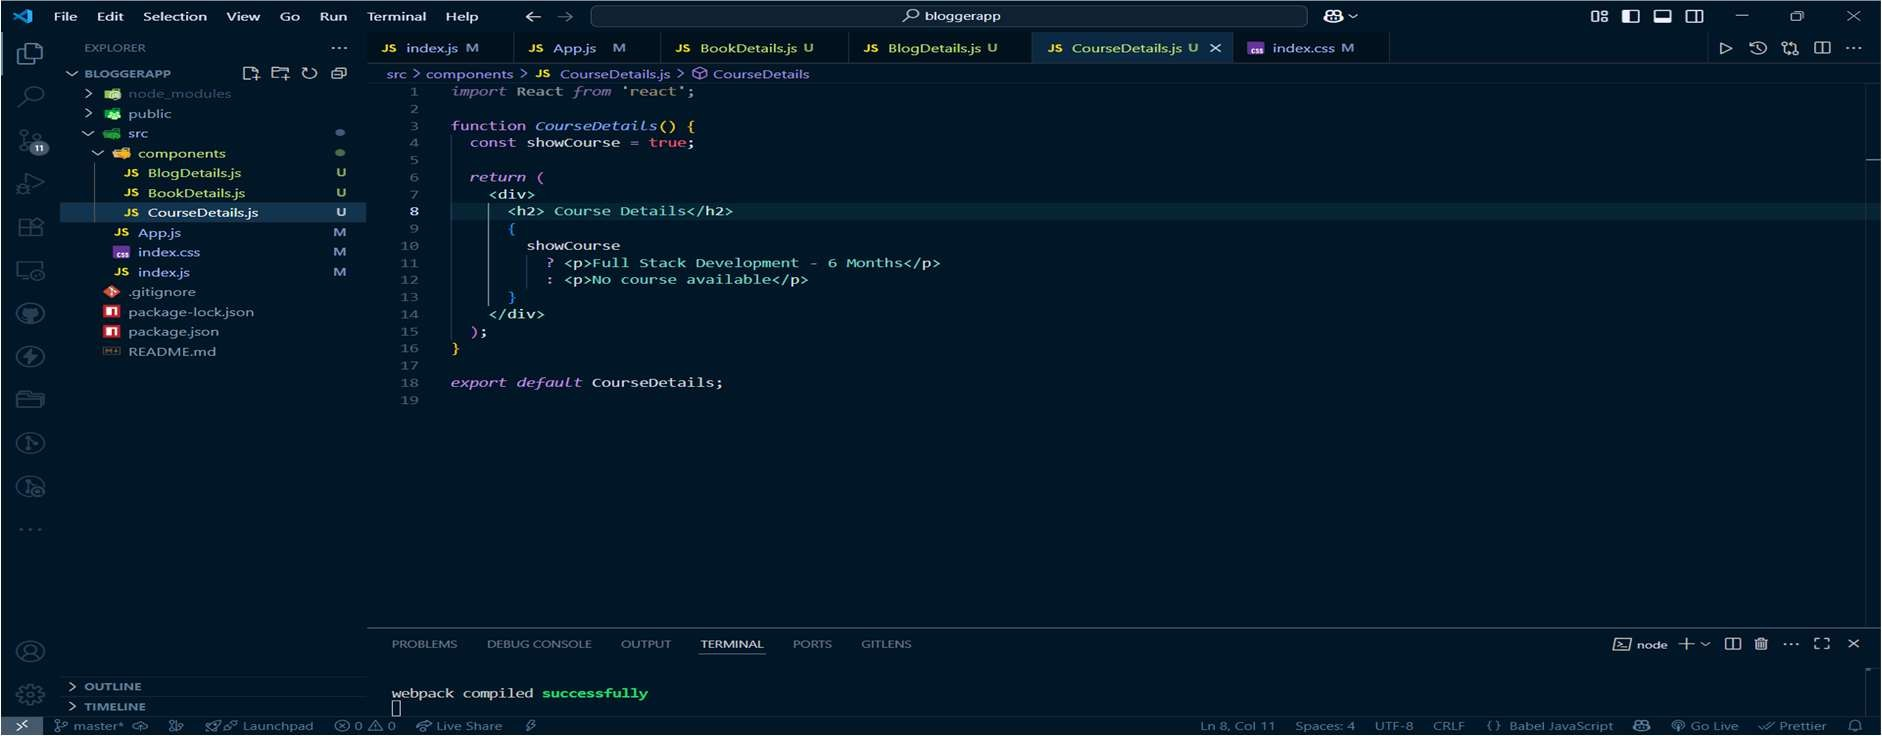 File Edit Selection View Go Run Terminal Help bloggerapp
EXPLORER
BLOGGERAPP
node_modules
public
src
components
JS BlogDetails.js U
JS BookDetails.js U
JS CourseDetails.js U
JS App.js M
css index.css M
JS index.js M
.gitignore
package-lock.json
package.json
README.md
OUTLINE
TIMELINE
11
JS index.js M JS App.js M JS BookDetails.js U JS BlogDetails.js U JS CourseDetails.js U css index.css M
src > components > JS CourseDetails.js > CourseDetails
1 import React from 'react';
2
3 function CourseDetails() {
4 const showCourse = true;
5
6 return (
7 <div>
8 <h2> Course Details</h2>
9 {
10 showCourse
11 ? <p>Full Stack Development - 6 Months</p>
12 : <p>No course available</p>
13 }
14 </div>
15 );
16 }
17
18 export default CourseDetails;
19
PROBLEMS DEBUG CONSOLE OUTPUT TERMINAL PORTS GITLENS node
webpack compiled successfully
master* Launchpad 0 0 Live Share Ln 8, Col 11 Spaces: 4 UTF-8 CRLF {} Babel JavaScript Go Live Prettier